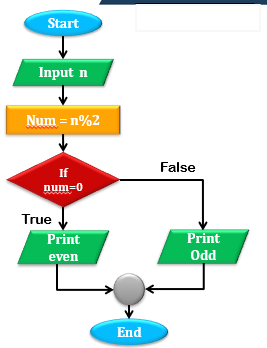 Start
Input n
Num = n%2
If
num=0
False
True
Print
even
Print
Odd
End